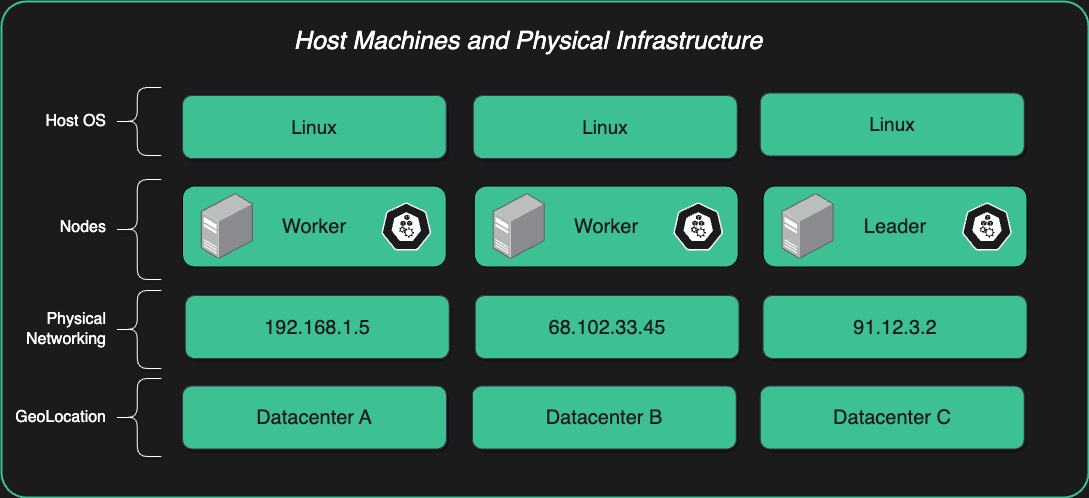 Host Machines and Physical Infrastructure
Host OS
Linux
Linux
Linux
Nodes
Worker
Worker
Leader
Physical
Networking
192.168.1.5
68.102.33.45
91.12.3.2
GeoLocation
Datacenter A
Datacenter B
Datacenter C